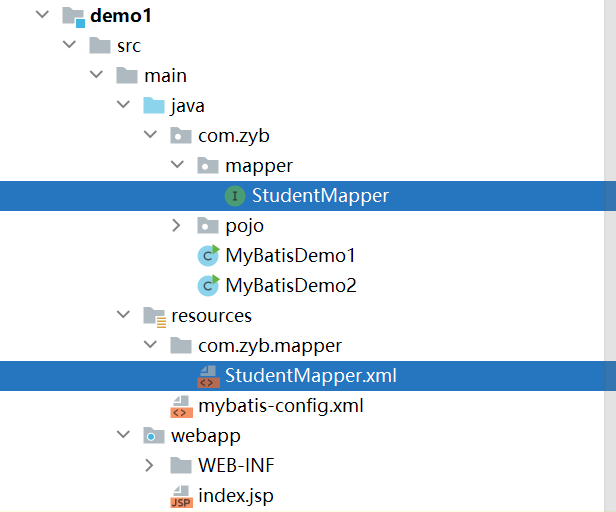 demo1
src
main
java
com.zyb
mapper
I StudentMapper
pojo
C MyBatisDemo1
C MyBatisDemo2
resources
com.zyb.mapper
<> StudentMapper.xml
<> mybatis-config.xml
webapp
WEB-INF
JSP index.jsp